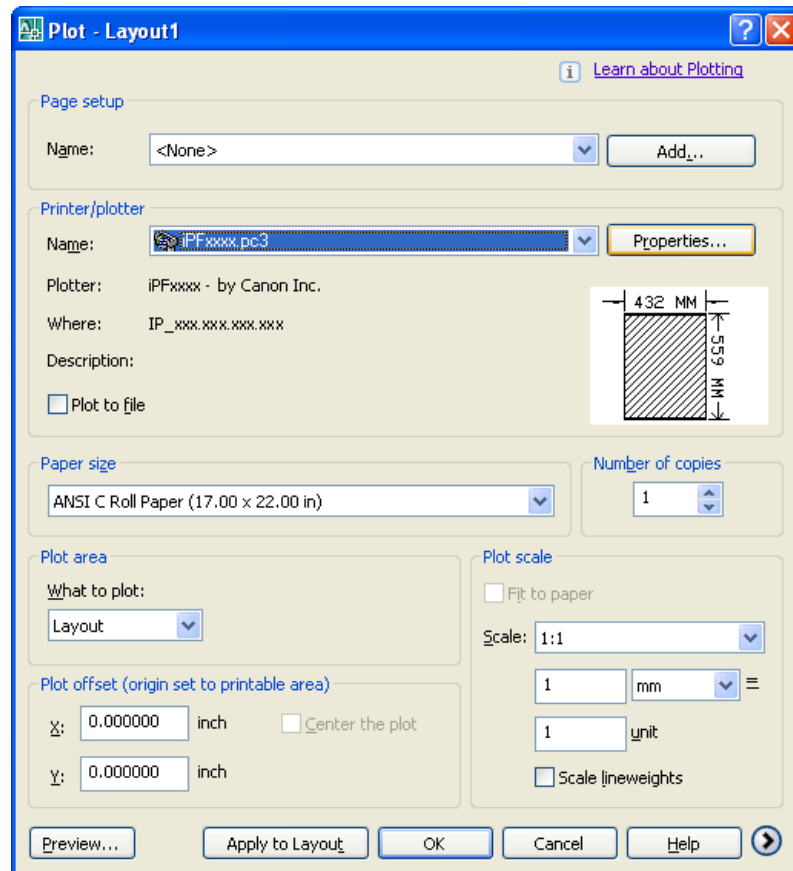 Plot - Layout1
Learn about Plotting
Page setup
Name: <None> Add...
Printer/plotter
Name: iPFxxxx.pc3 Properties...
Plotter: iPFxxxx - by Canon Inc.
Where: IP_xxx.xxx.xxx.xxx
Description:
Plot to file
432 MM
559 MM
Paper size
ANSI C Roll Paper (17.00 x 22.00 in)
Number of copies
1
Plot area
What to plot:
Layout
Plot scale
Fit to paper
Scale: 1:1
1 mm =
1 unit
Scale lineweights
Plot offset (origin set to printable area)
X: 0.000000 inch Center the plot
Y: 0.000000 inch
Preview... Apply to Layout OK Cancel Help